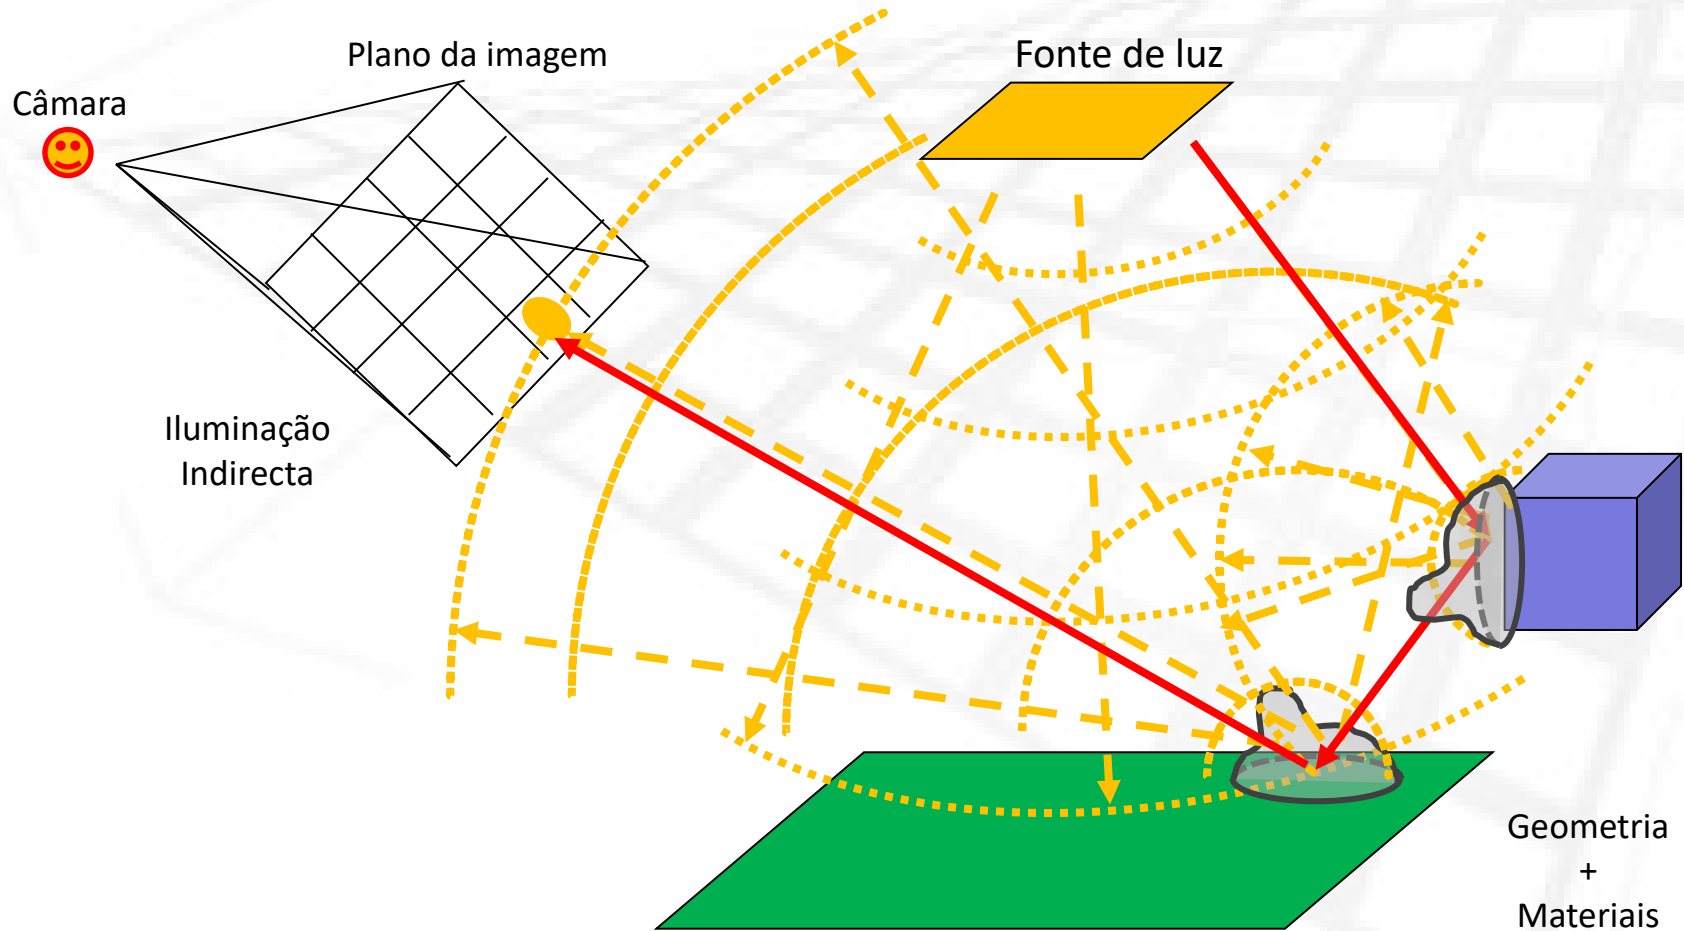 Plano da imagem
Fonte de luz
Câmara
Iluminação
Indirecta
Geometria
+
Materiais